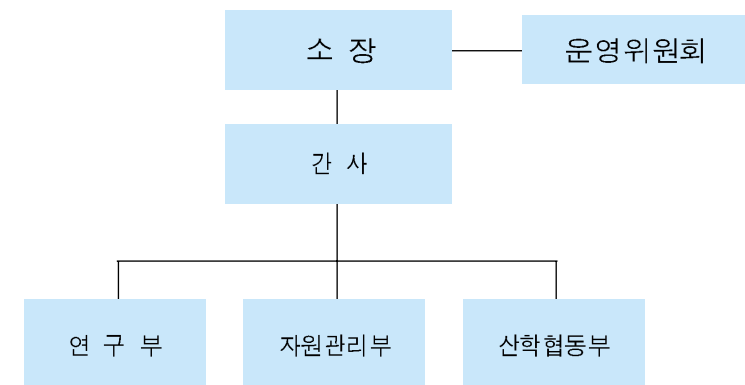 소 장
운영위원회
간 사
연 구 부
자원관리부
산학협동부